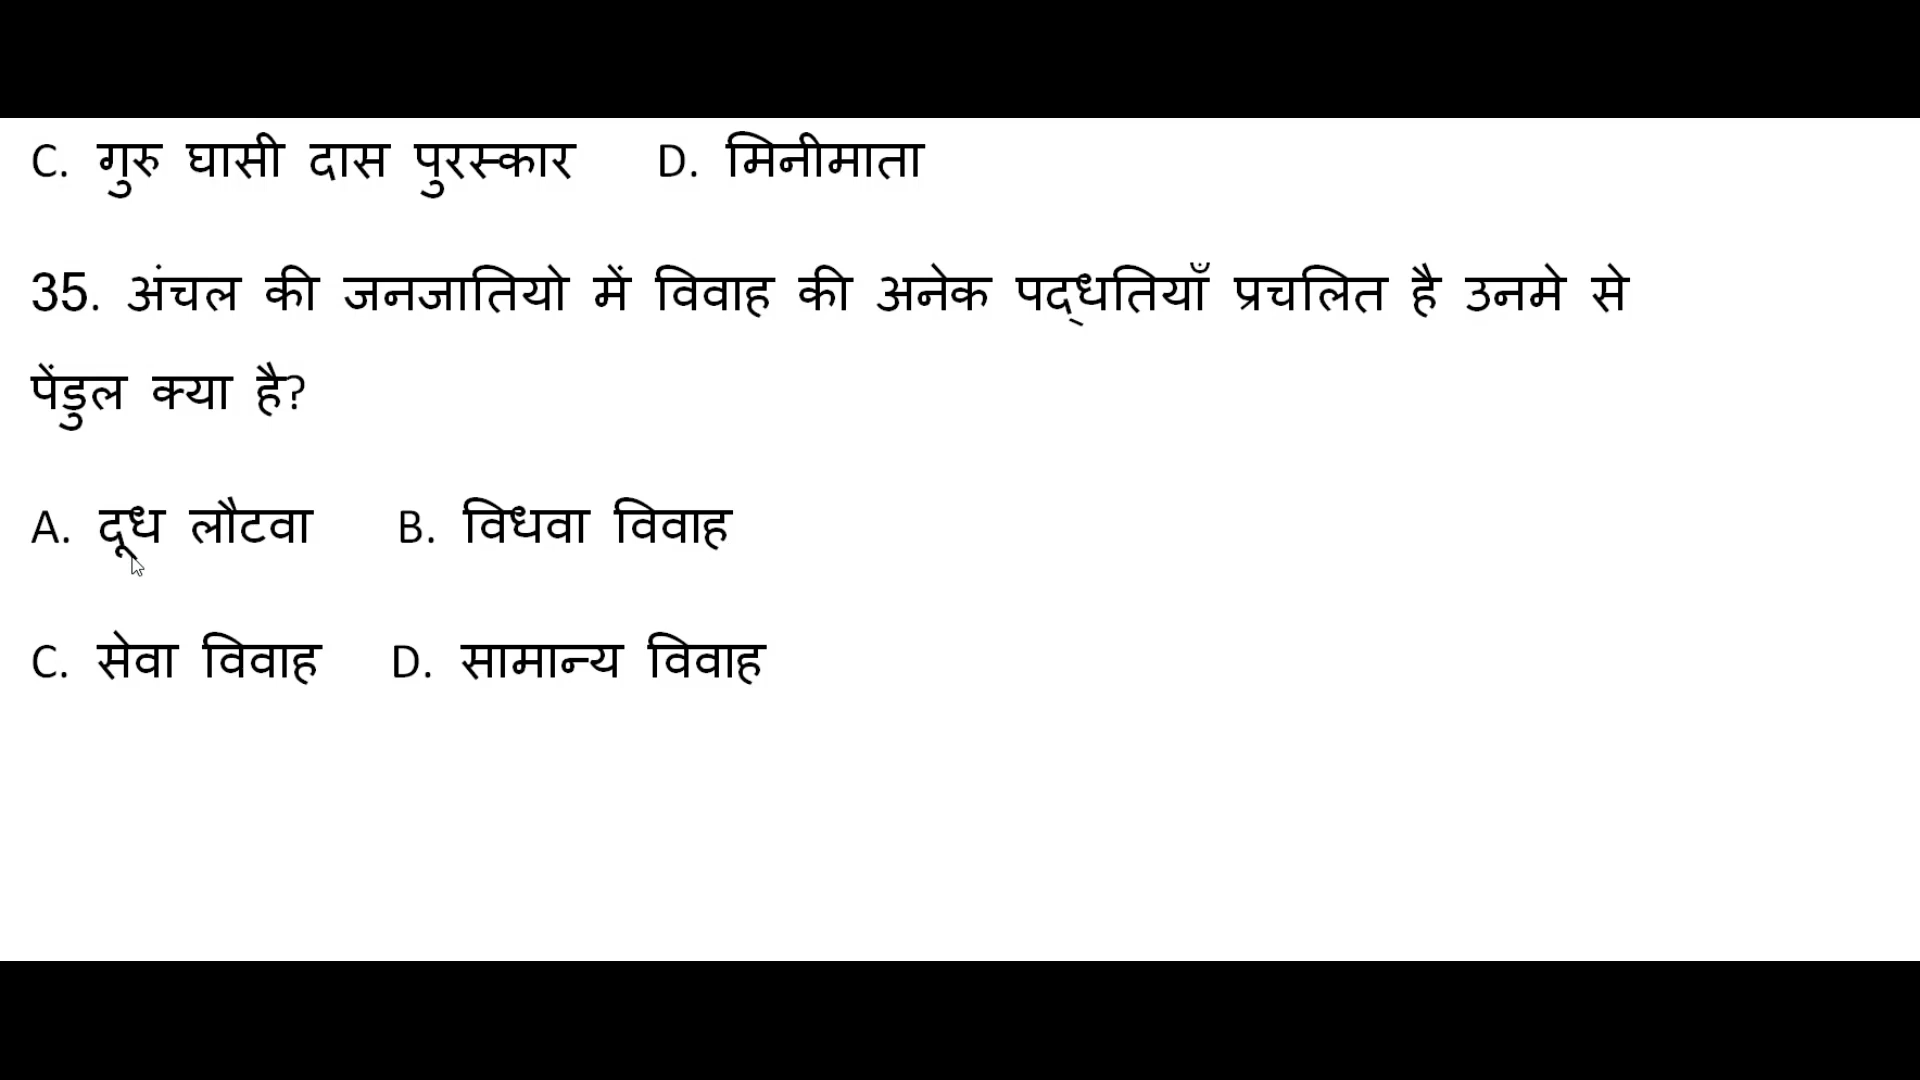 C. गुरु घासी दास पुरस्कार D. मिनीमाता
35. अंचल की जनजातियो में विवाह की अनेक पद्धतियाँ प्रचलित है उनमे से
पेंडुल क्या है?
A. दूध लौटवा B. विधवा विवाह
C. सेवा विवाह D. सामान्य विवाह